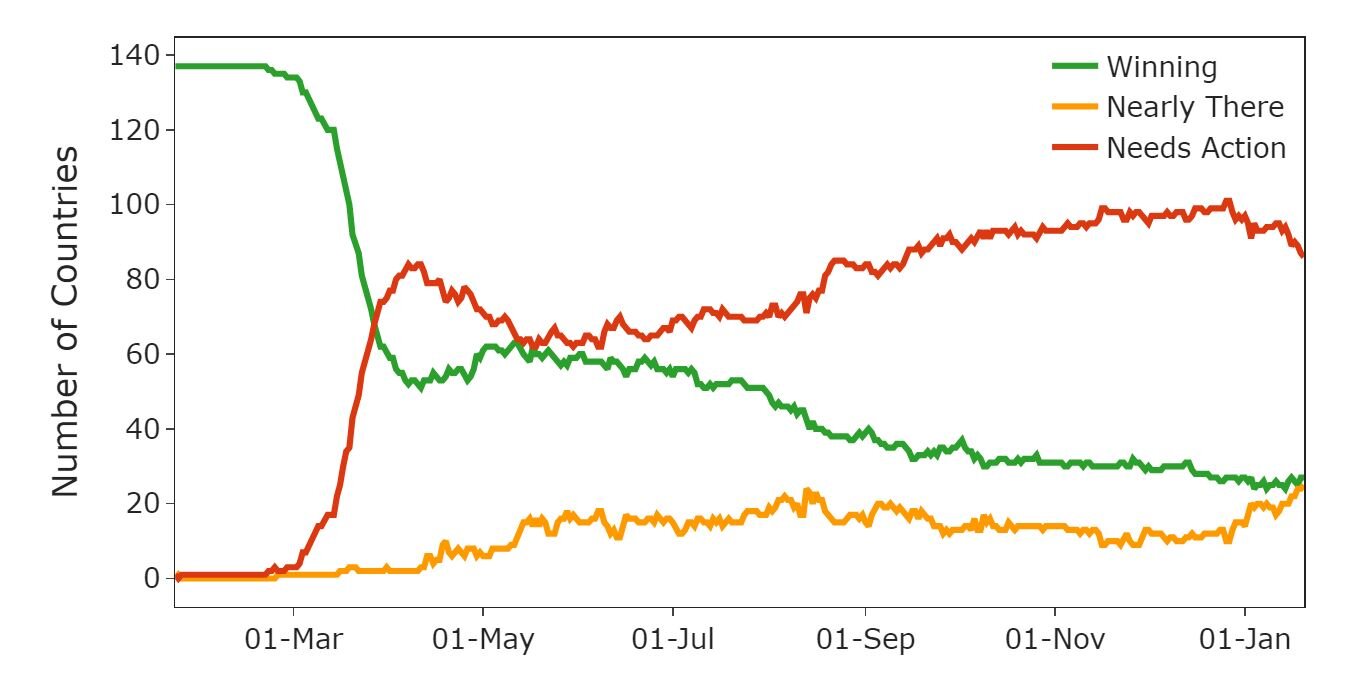 Number of Countries
140
120
100
80
60
40
20
0
01-Mar 01-May 01-Jul 01-Sep 01-Nov 01-Jan
Winning
Nearly There
Needs Action